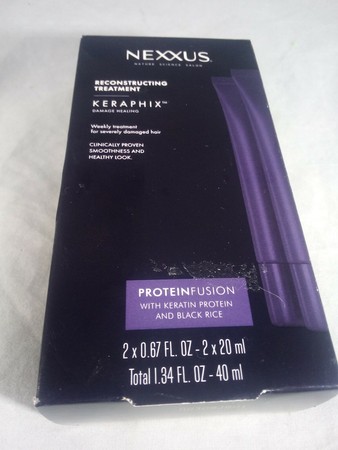 NEXXUS
NATURE SCIENCE SALON
RECONSTRUCTING
TREATMENT
KERAPHIX™
DAMAGE HEALING
Weekly treatment
for severely damaged hair
CLINICALLY PROVEN
SMOOTHNESS AND
HEALTHY LOOK.
PROTEINFUSION
WITH KERATIN PROTEIN
AND BLACK RICE
2 x 0.67 FL. OZ - 2 x 20 ml
Total 1.34 FL. OZ - 40 ml